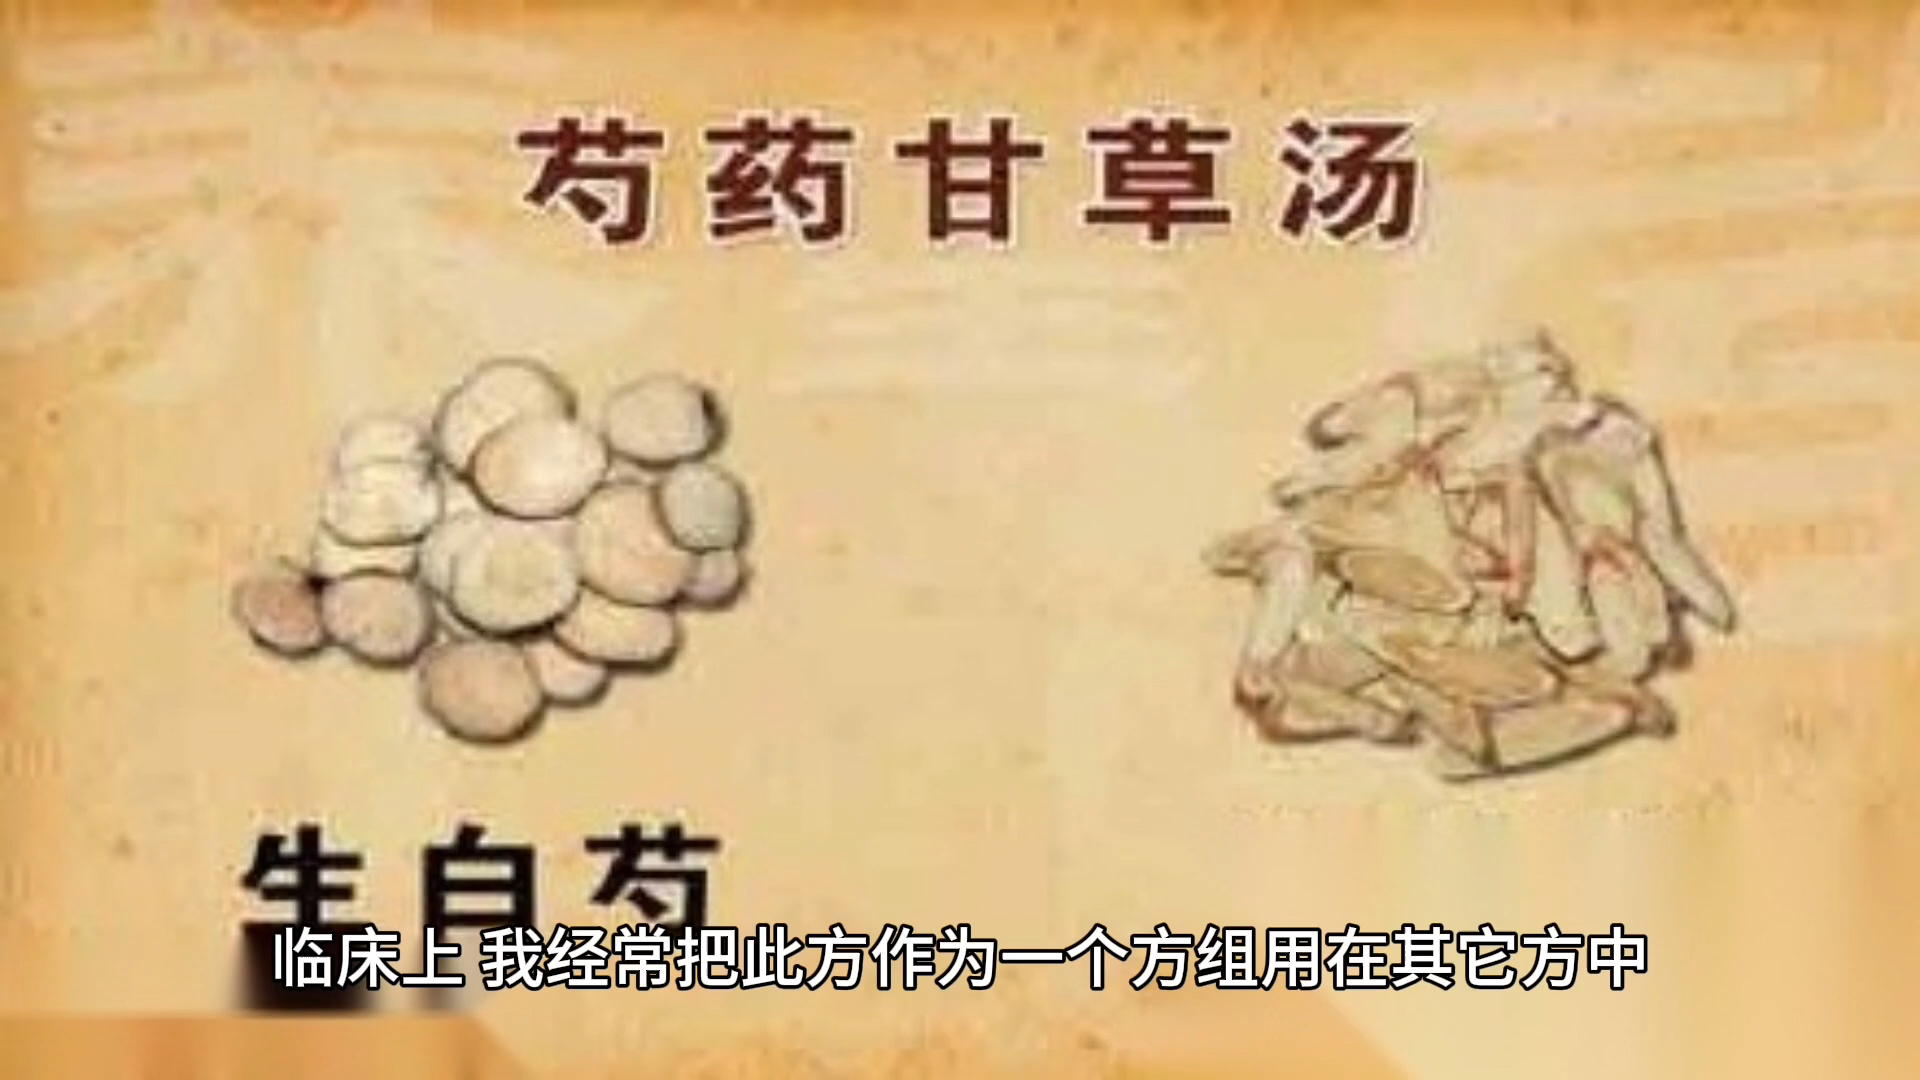 芍药甘草汤
生白芍
临床上 我经常把此方作为一个方组用在其它方中